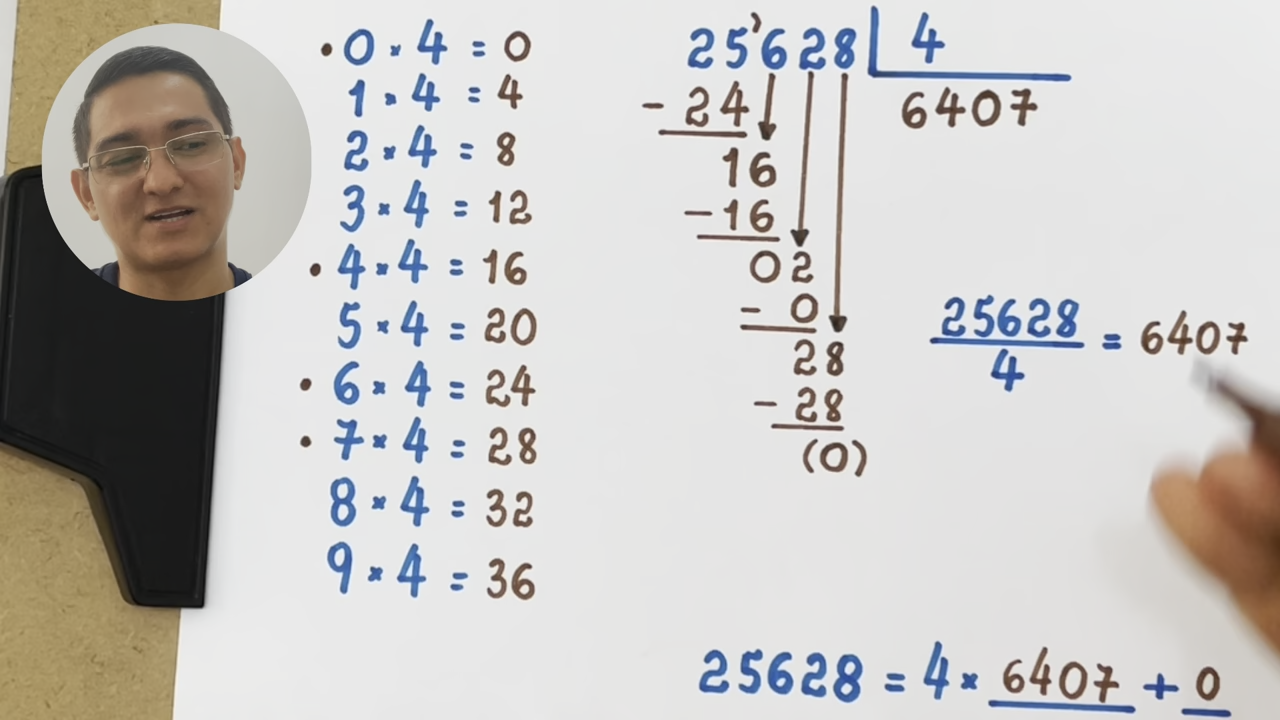 0 × 4 = 0
1 × 4 = 4
2 × 4 = 8
3 × 4 = 12
4 × 4 = 16
5 × 4 = 20
6 × 4 = 24
7 × 4 = 28
8 × 4 = 32
9 × 4 = 36
25'628 | 4
- 24 6407
16
- 16
02
- 0
28
- 28
(0)
25628 = 6407
4
25628 = 4 × 6407 + 0